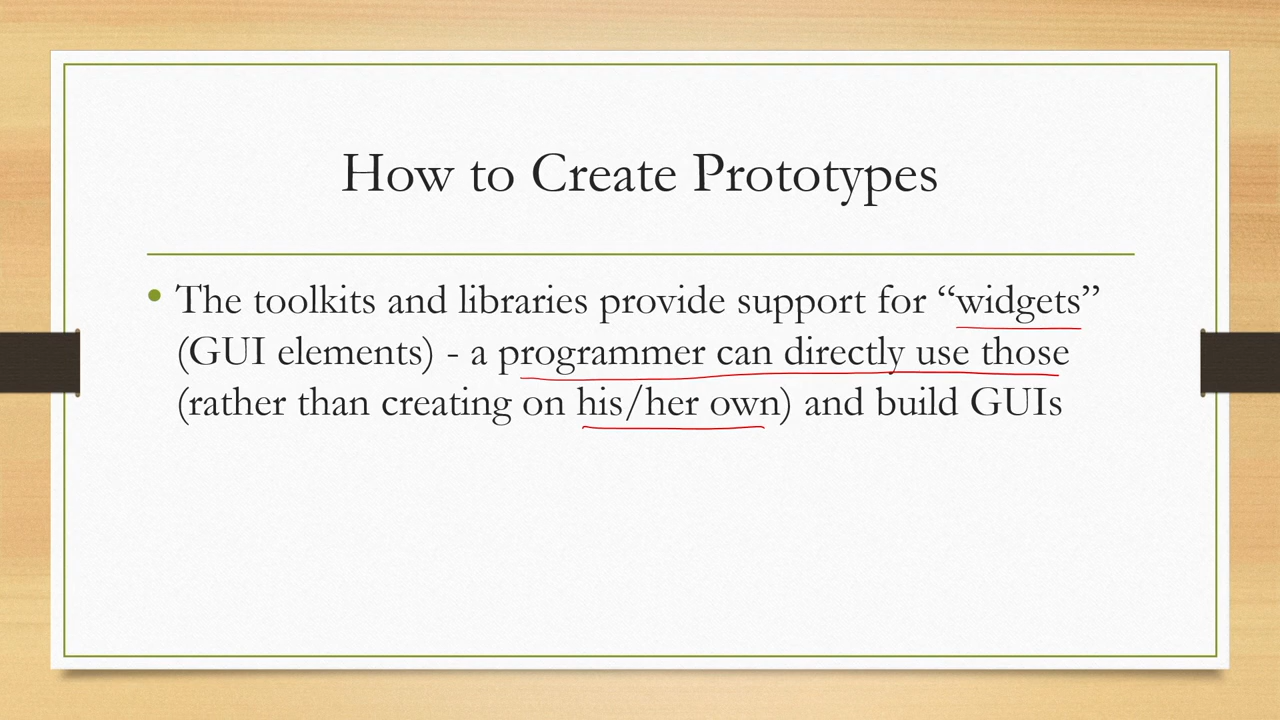 How to Create Prototypes
• The toolkits and libraries provide support for “widgets”
(GUI elements) - a programmer can directly use those
(rather than creating on his/her own) and build GUIs